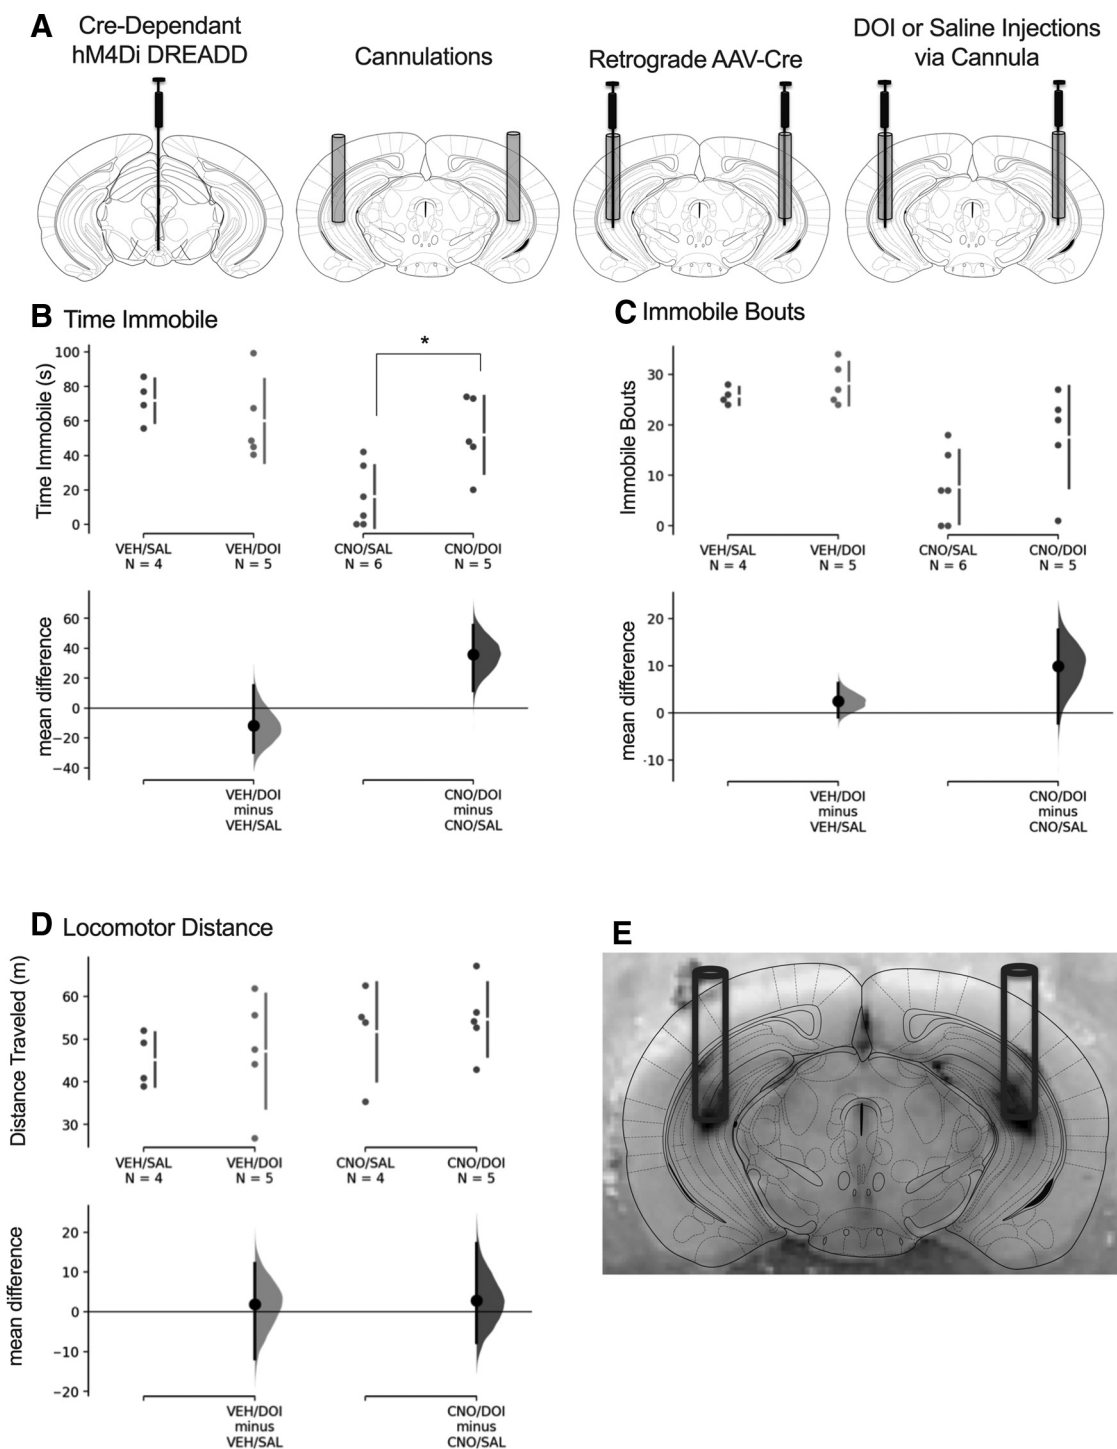 A
Cre-Dependant
hM4Di DREADD
Cannulations
Retrograde AAV-Cre
DOI or Saline Injections
via Cannula
B Time Immobile
Time Immobile (s)
100
80
60
40
20
0
*
VEH/SAL
N = 4
VEH/DOI
N = 5
CNO/SAL
N = 6
CNO/DOI
N = 5
mean difference
60
40
20
0
−20
−40
VEH/DOI
minus
VEH/SAL
CNO/DOI
minus
CNO/SAL
C Immobile Bouts
Immobile Bouts
30
20
10
0
VEH/SAL
N = 4
VEH/DOI
N = 5
CNO/SAL
N = 6
CNO/DOI
N = 5
mean difference
20
10
0
-10
VEH/DOI
minus
VEH/SAL
CNO/DOI
minus
CNO/SAL
D Locomotor Distance
Distance Traveled (m)
60
50
40
30
VEH/SAL
N = 4
VEH/DOI
N = 5
CNO/SAL
N = 4
CNO/DOI
N = 5
mean difference
20
10
0
−10
−20
VEH/DOI
minus
VEH/SAL
CNO/DOI
minus
CNO/SAL
E